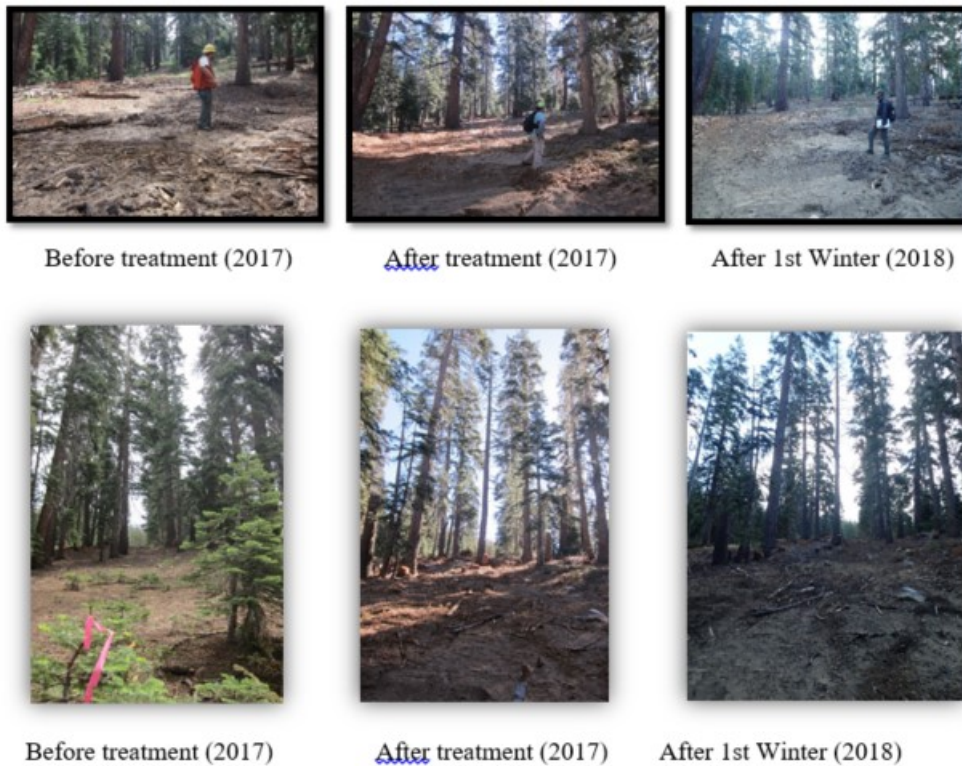 Before treatment (2017)
After treatment (2017)
After 1st Winter (2018)
Before treatment (2017)
After treatment (2017)
After 1st Winter (2018)